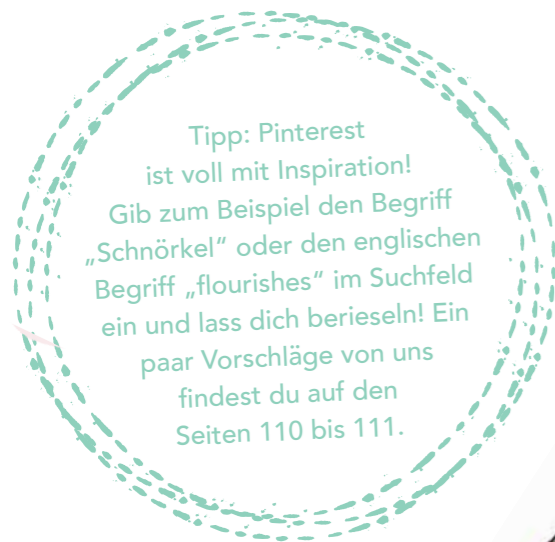 Tipp: Pinterest
ist voll mit Inspiration!
Gib zum Beispiel den Begriff
„Schnörkel“ oder den englischen
Begriff „flourishes“ im Suchfeld
ein und lass dich berieseln! Ein
paar Vorschläge von uns
findest du auf den
Seiten 110 bis 111.